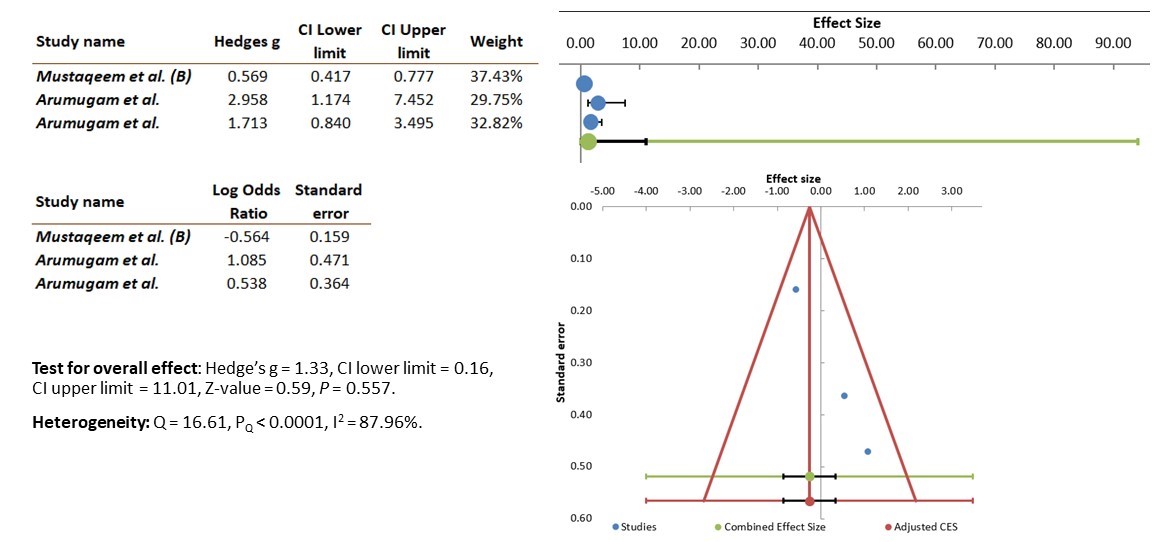 Study name Hedges g CI Lower limit CI Upper limit Weight
Mustaqeem et al. (B) 0.569 0.417 0.777 37.43%
Arumugam et al. 2.958 1.174 7.452 29.75%
Arumugam et al. 1.713 0.840 3.495 32.82%
Study name Log Odds Ratio Standard error
Mustaqeem et al. (B) -0.564 0.159
Arumugam et al. 1.085 0.471
Arumugam et al. 0.538 0.364
Test for overall effect: Hedge's g = 1.33, CI lower limit = 0.16,
CI upper limit = 11.01, Z-value = 0.59, P = 0.557.
Heterogeneity: Q = 16.61, PQ < 0.0001, I2 = 87.96%.
Effect Size
0.00 10.00 20.00 30.00 40.00 50.00 60.00 70.00 80.00 90.00
Effect size
-5.00 -4.00 -3.00 -2.00 -1.00 0.00 1.00 2.00 3.00
Standard error
0.00
0.10
0.20
0.30
0.40
0.50
0.60
Studies Combined Effect Size Adjusted CES